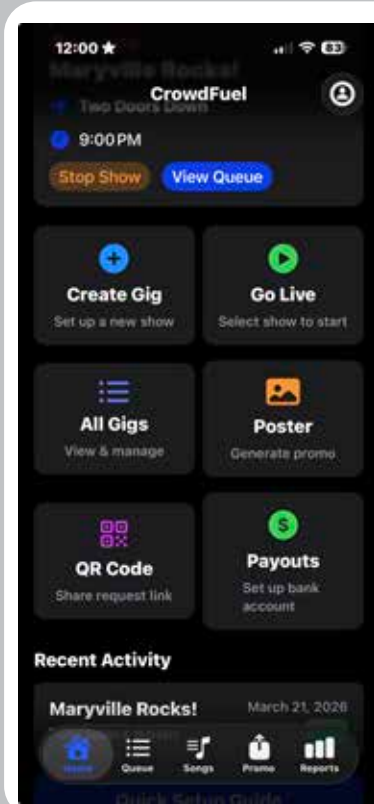 12:00
Maryville Rocks!
CrowdFuel
Two Doors Down
9:00 PM
Stop Show
View Queue
Create Gig
Set up a new show
Go Live
Select show to start
All Gigs
View & manage
Poster
Generate promo
QR Code
Share request link
Payouts
Set up bank
account
Recent Activity
Maryville Rocks!
March 21, 2026
Home
Queue
Songs
Promo
Reports
Quick Setup Guide